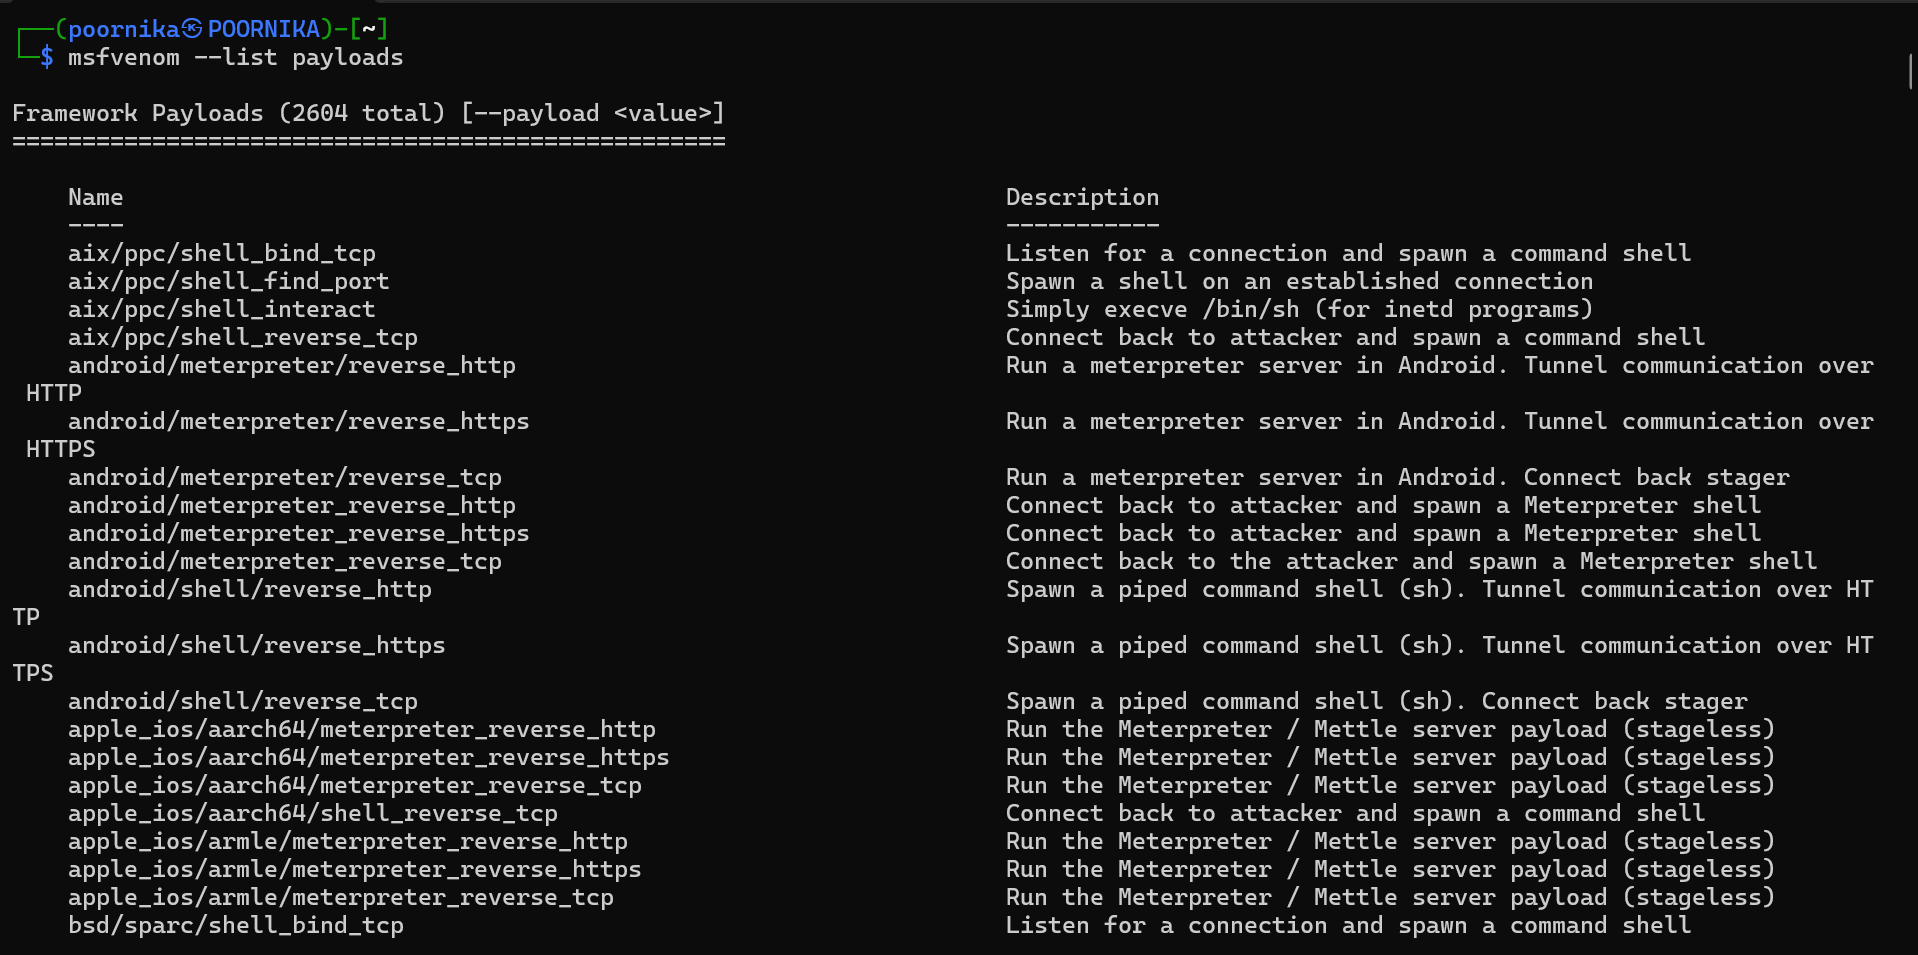 ┌──(poornika㉿POORNIKA)-[~]
└─$ msfvenom --list payloads
Framework Payloads (2604 total) [--payload <value>]
===================================================
Name Description
---- -----------
aix/ppc/shell_bind_tcp Listen for a connection and spawn a command shell
aix/ppc/shell_find_port Spawn a shell on an established connection
aix/ppc/shell_interact Simply execve /bin/sh (for inetd programs)
aix/ppc/shell_reverse_tcp Connect back to attacker and spawn a command shell
android/meterpreter/reverse_http Run a meterpreter server in Android. Tunnel communication over
HTTP
android/meterpreter/reverse_https Run a meterpreter server in Android. Tunnel communication over
HTTPS
android/meterpreter/reverse_tcp Run a meterpreter server in Android. Connect back stager
android/meterpreter_reverse_http Connect back to attacker and spawn a Meterpreter shell
android/meterpreter_reverse_https Connect back to attacker and spawn a Meterpreter shell
android/meterpreter_reverse_tcp Connect back to the attacker and spawn a Meterpreter shell
android/shell/reverse_http Spawn a piped command shell (sh). Tunnel communication over HT
TP
android/shell/reverse_https Spawn a piped command shell (sh). Tunnel communication over HT
TPS
android/shell/reverse_tcp Spawn a piped command shell (sh). Connect back stager
apple_ios/aarch64/meterpreter_reverse_http Run the Meterpreter / Mettle server payload (stageless)
apple_ios/aarch64/meterpreter_reverse_https Run the Meterpreter / Mettle server payload (stageless)
apple_ios/aarch64/meterpreter_reverse_tcp Run the Meterpreter / Mettle server payload (stageless)
apple_ios/aarch64/shell_reverse_tcp Connect back to attacker and spawn a command shell
apple_ios/armle/meterpreter_reverse_http Run the Meterpreter / Mettle server payload (stageless)
apple_ios/armle/meterpreter_reverse_https Run the Meterpreter / Mettle server payload (stageless)
apple_ios/armle/meterpreter_reverse_tcp Run the Meterpreter / Mettle server payload (stageless)
bsd/sparc/shell_bind_tcp Listen for a connection and spawn a command shell